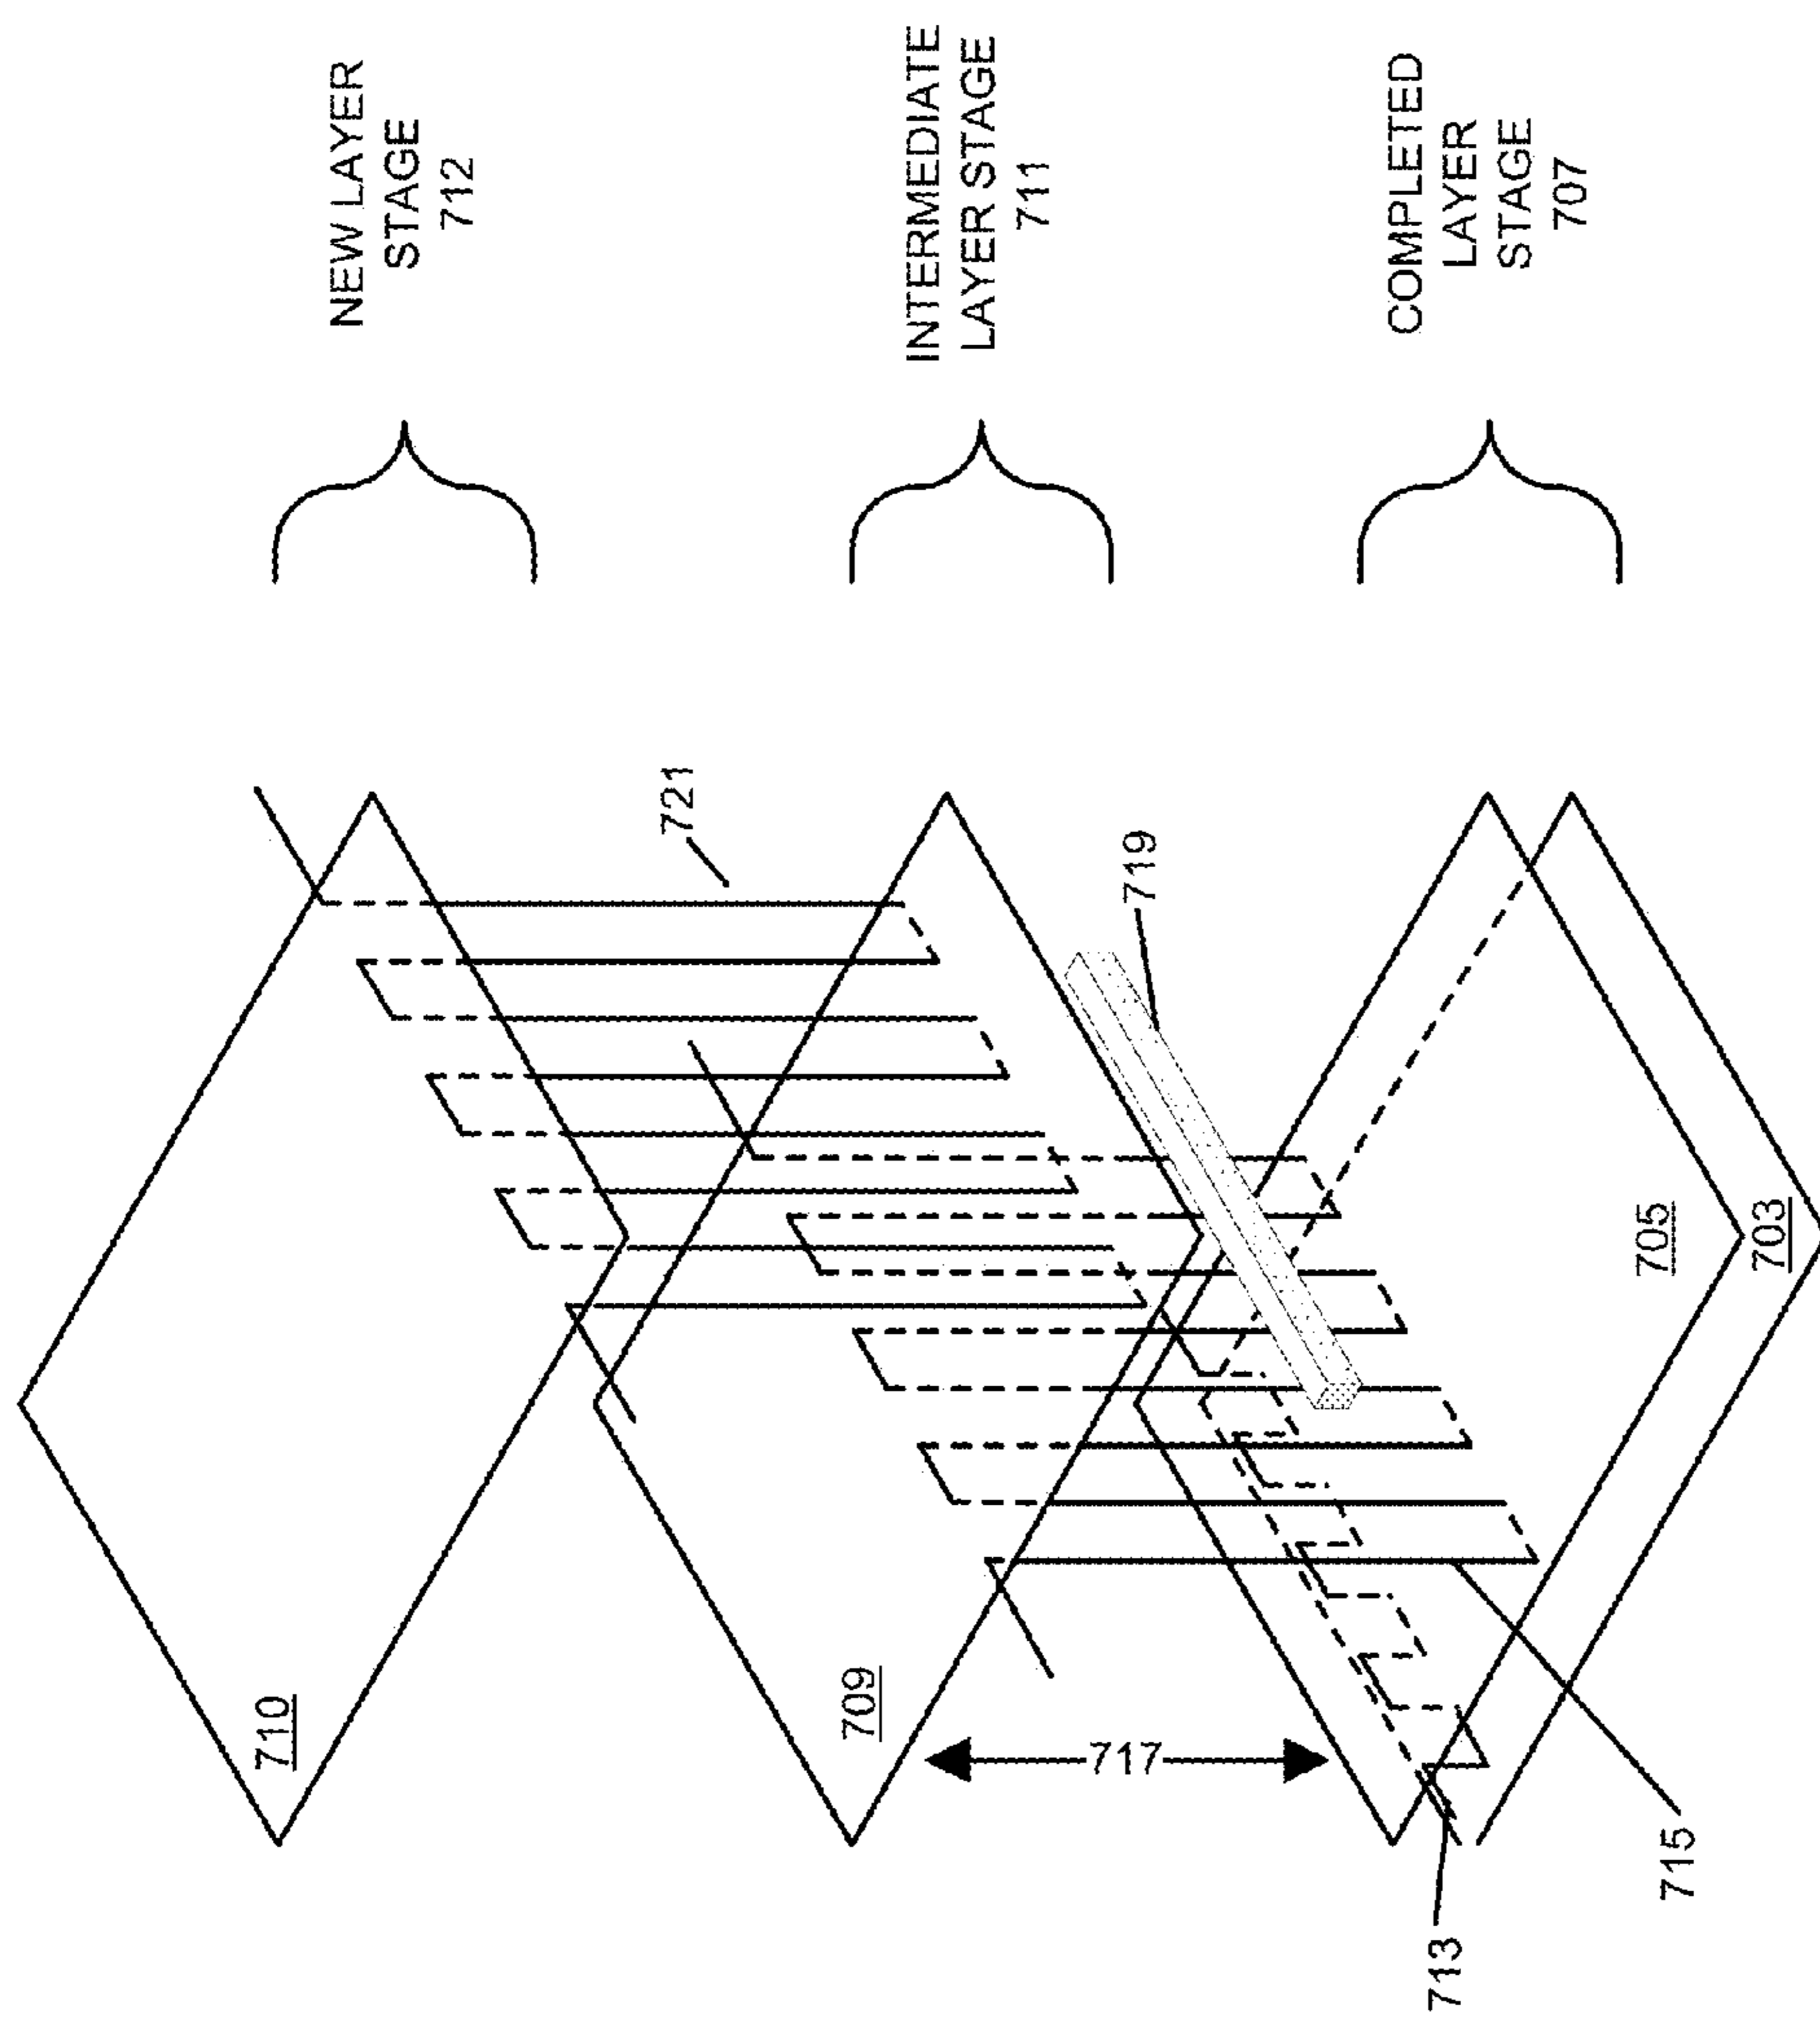 NEW LAYER
STAGE
712
INTERMEDIATE
LAYER STAGE
711
COMPLETED
LAYER
STAGE
707
721
719
710
709
717
705
703
713
715